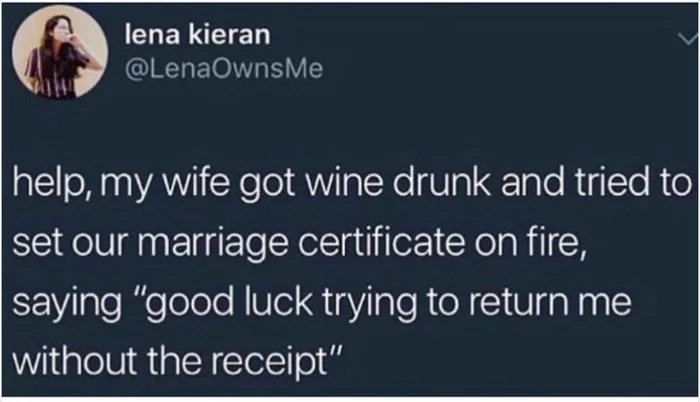 lena kieran
@LenaOwnsMe
help, my wife got wine drunk and tried to
set our marriage certificate on fire,
saying "good luck trying to return me
without the receipt"